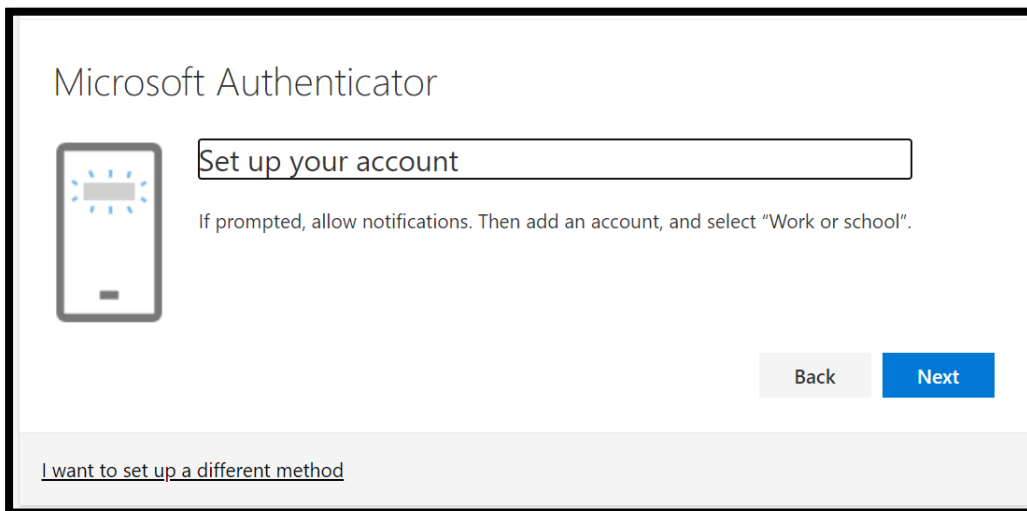 Microsoft Authenticator
Set up your account
If prompted, allow notifications. Then add an account, and select “Work or school”.
Back
Next
I want to set up a different method